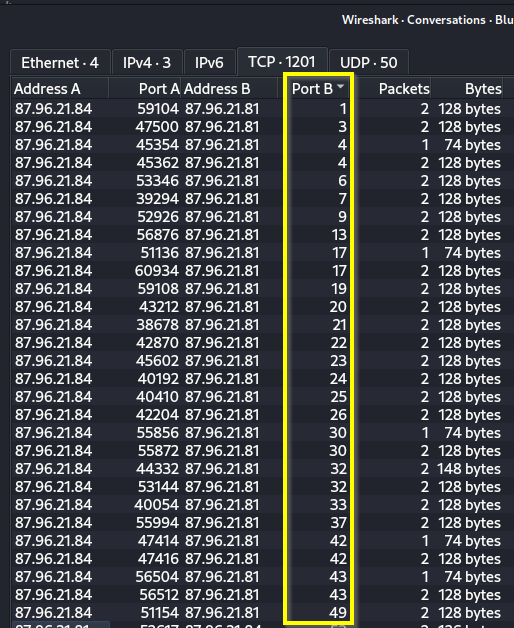 Wireshark · Conversations · Blu
Ethernet · 4 IPv4 · 3 IPv6 TCP · 1201 UDP · 50
Address A Port A Address B Port B Packets Bytes
87.96.21.84 59104 87.96.21.81 1 2 128 bytes
87.96.21.84 47500 87.96.21.81 3 2 128 bytes
87.96.21.84 45354 87.96.21.81 4 1 74 bytes
87.96.21.84 45362 87.96.21.81 4 2 128 bytes
87.96.21.84 53346 87.96.21.81 6 2 128 bytes
87.96.21.84 39294 87.96.21.81 7 2 128 bytes
87.96.21.84 52926 87.96.21.81 9 2 128 bytes
87.96.21.84 56876 87.96.21.81 13 2 128 bytes
87.96.21.84 51136 87.96.21.81 17 1 74 bytes
87.96.21.84 60934 87.96.21.81 17 2 128 bytes
87.96.21.84 59108 87.96.21.81 19 2 128 bytes
87.96.21.84 43212 87.96.21.81 20 2 128 bytes
87.96.21.84 38678 87.96.21.81 21 2 128 bytes
87.96.21.84 42870 87.96.21.81 22 2 128 bytes
87.96.21.84 45602 87.96.21.81 23 2 128 bytes
87.96.21.84 40192 87.96.21.81 24 2 128 bytes
87.96.21.84 40410 87.96.21.81 25 2 128 bytes
87.96.21.84 42204 87.96.21.81 26 2 128 bytes
87.96.21.84 55856 87.96.21.81 30 1 74 bytes
87.96.21.84 55872 87.96.21.81 30 2 128 bytes
87.96.21.84 44332 87.96.21.81 32 2 148 bytes
87.96.21.84 53144 87.96.21.81 32 2 128 bytes
87.96.21.84 40054 87.96.21.81 33 2 128 bytes
87.96.21.84 55994 87.96.21.81 37 2 128 bytes
87.96.21.84 47414 87.96.21.81 42 1 74 bytes
87.96.21.84 47416 87.96.21.81 42 2 128 bytes
87.96.21.84 56504 87.96.21.81 43 1 74 bytes
87.96.21.84 56512 87.96.21.81 43 2 128 bytes
87.96.21.84 51154 87.96.21.81 49 2 128 bytes